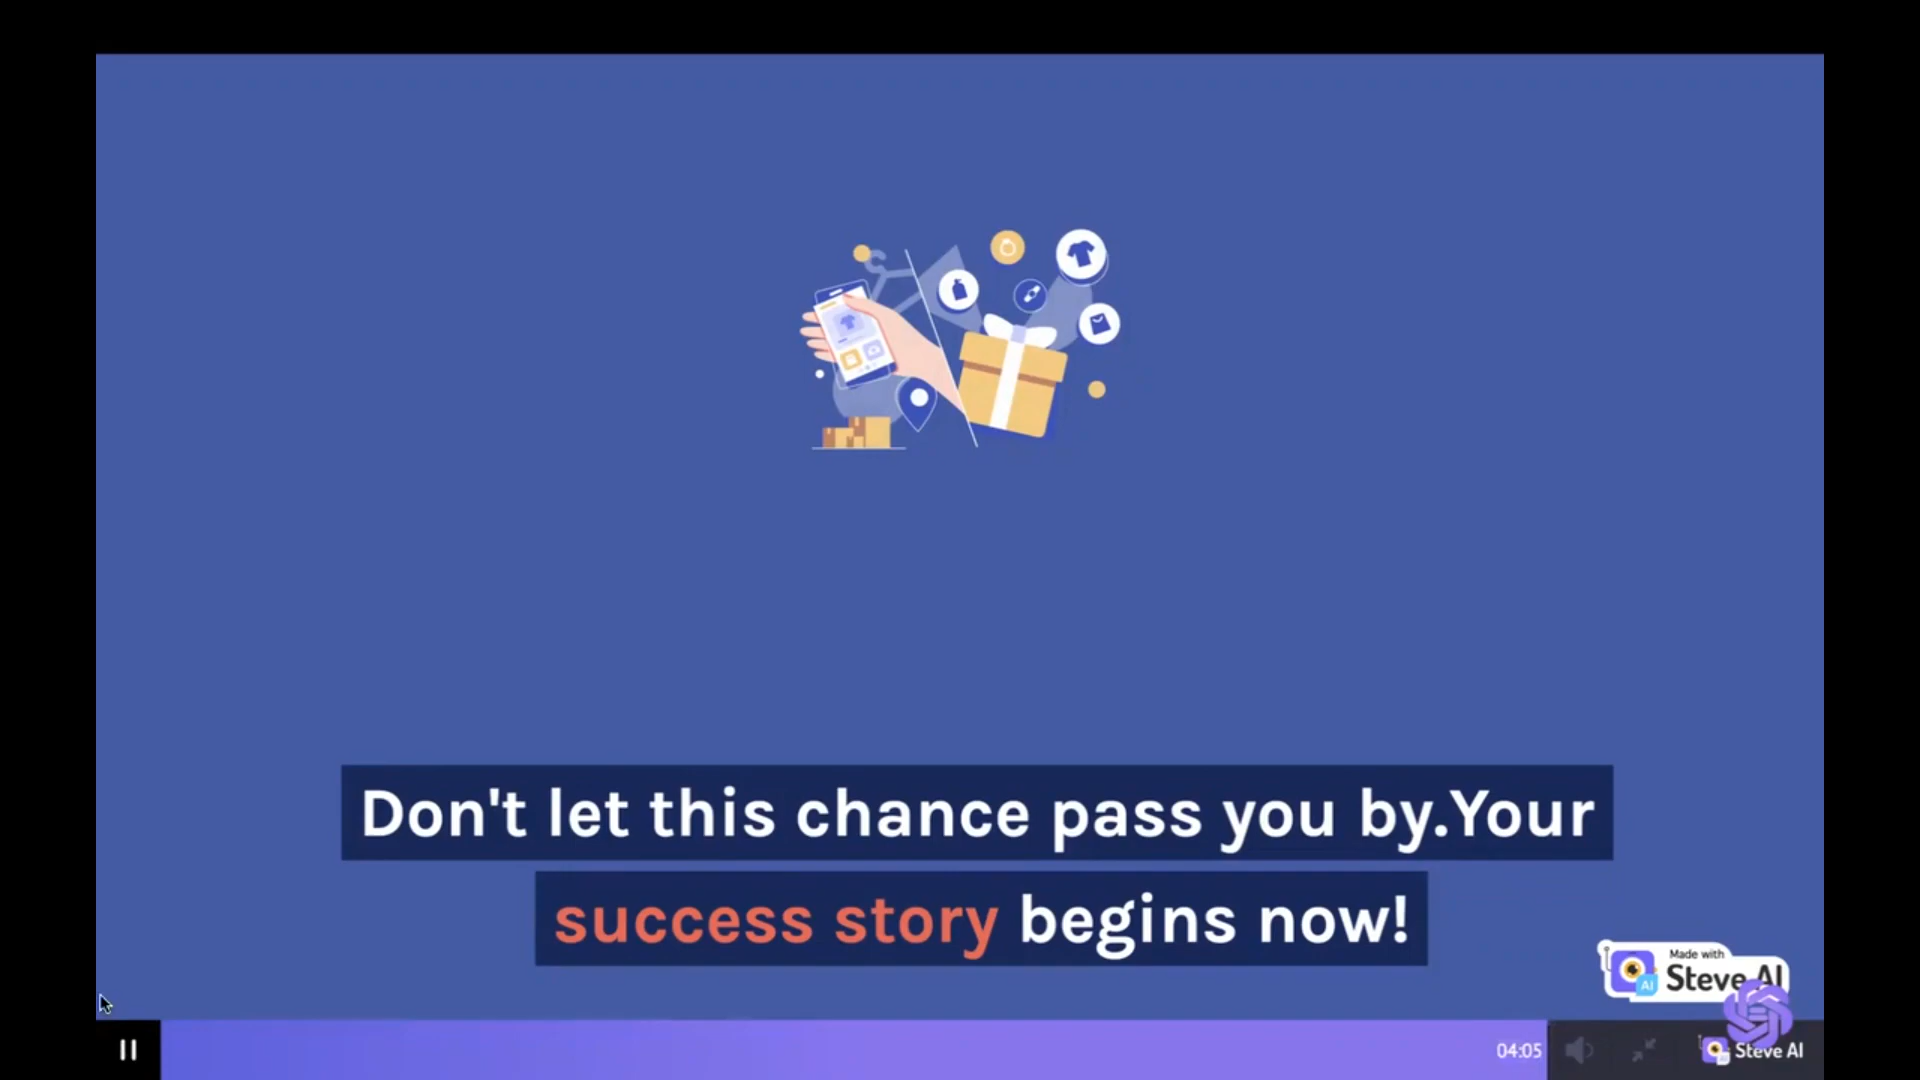 Don't let this chance pass you by.Your
success story begins now!
Made with
Steve AI
AI
04:05
Steve AI